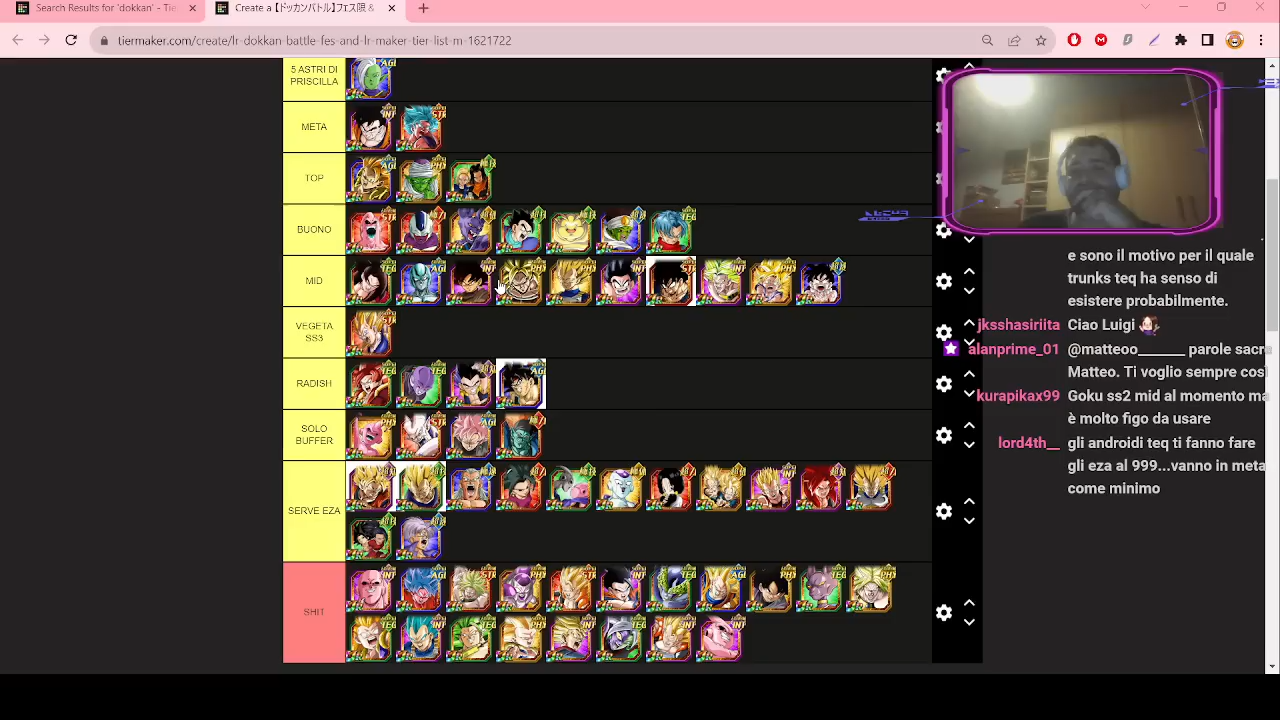 Search Results for 'dokkan' - Tier
Create a 【ドッカンバトル】フェス限 &
tiermaker.com/create/lr-dokkan-battle-fes-and-lr-maker-tier-list-m-1621722
5 ASTRI DI
PRISCILLA
META
TOP
BUONO
MID
VEGETA
SS3
RADISH
SOLO
BUFFER
SERVE EZA
SHIT
e sono il motivo per il quale
trunks teq ha senso di
esistere probabilmente.
jksshasiriita Ciao Luigi
alanprime_01 @matteoo______ parole sacr
Matteo. Ti voglio sempre così
kurapikax99 Goku ss2 mid al momento ma
è molto figo da usare
lord4th__ gli androidi teq ti fanno fare
gli eza al 999...vanno in meta
come minimo